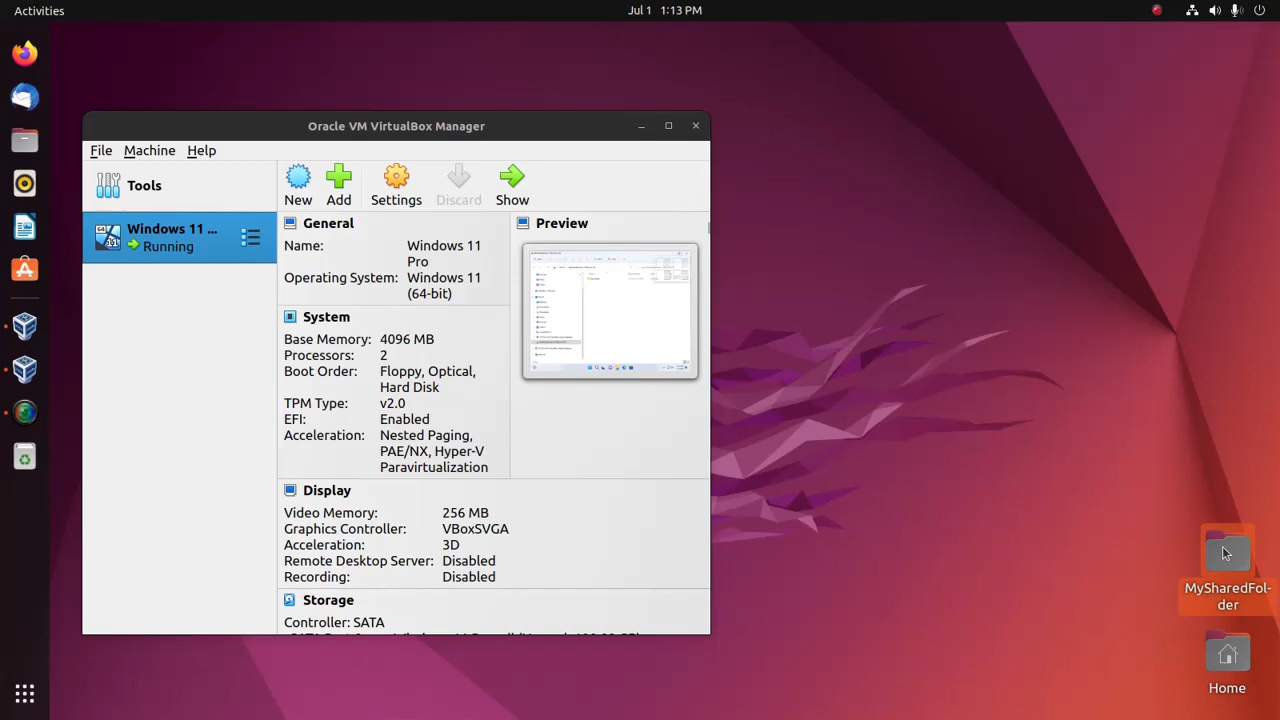 Activities
Jul 1 1:13 PM
Oracle VM VirtualBox Manager
File Machine Help
Tools
New Add Settings Discard Show
Windows 11 ...
Running
64
11
General
Name: Windows 11
Pro
Operating System: Windows 11
(64-bit)
System
Base Memory: 4096 MB
Processors: 2
Boot Order: Floppy, Optical,
Hard Disk
TPM Type: v2.0
EFI: Enabled
Acceleration: Nested Paging,
PAE/NX, Hyper-V
Paravirtualization
Preview
Display
Video Memory: 256 MB
Graphics Controller: VBoxSVGA
Acceleration: 3D
Remote Desktop Server: Disabled
Recording: Disabled
Storage
Controller: SATA
MySharedFol-
der
Home